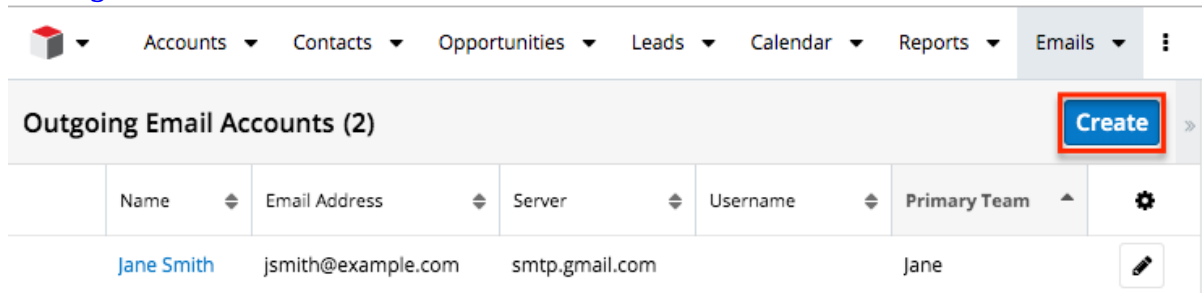 Accounts Contacts Opportunities Leads Calendar Reports Emails
Outgoing Email Accounts (2) Create »
Name Email Address Server Username Primary Team
Jane Smith jsmith@example.com smtp.gmail.com Jane